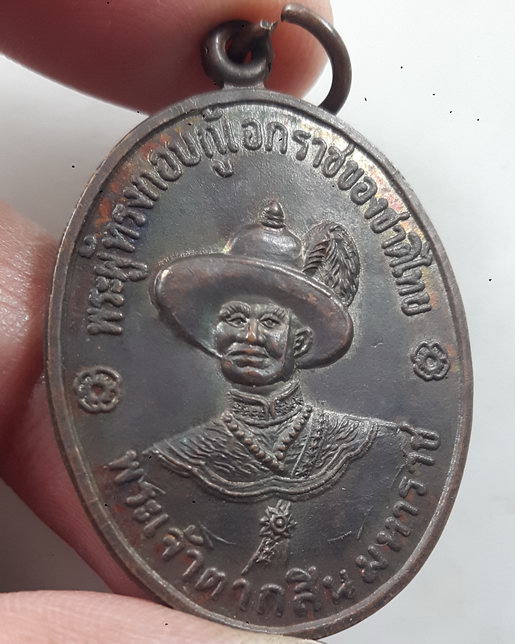 พระผู้ทรงกอบกู้เอกราชของชาติไทย
พระเจ้าตากสินมหาราช